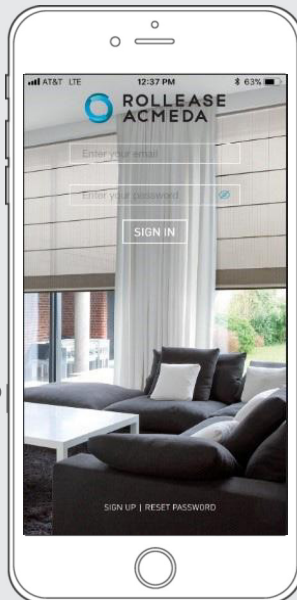 AT&T LTE 12:37 PM 63%
ROLLEASE
ACMEDA
Enter your email
Enter your password
SIGN IN
SIGN UP | RESET PASSWORD